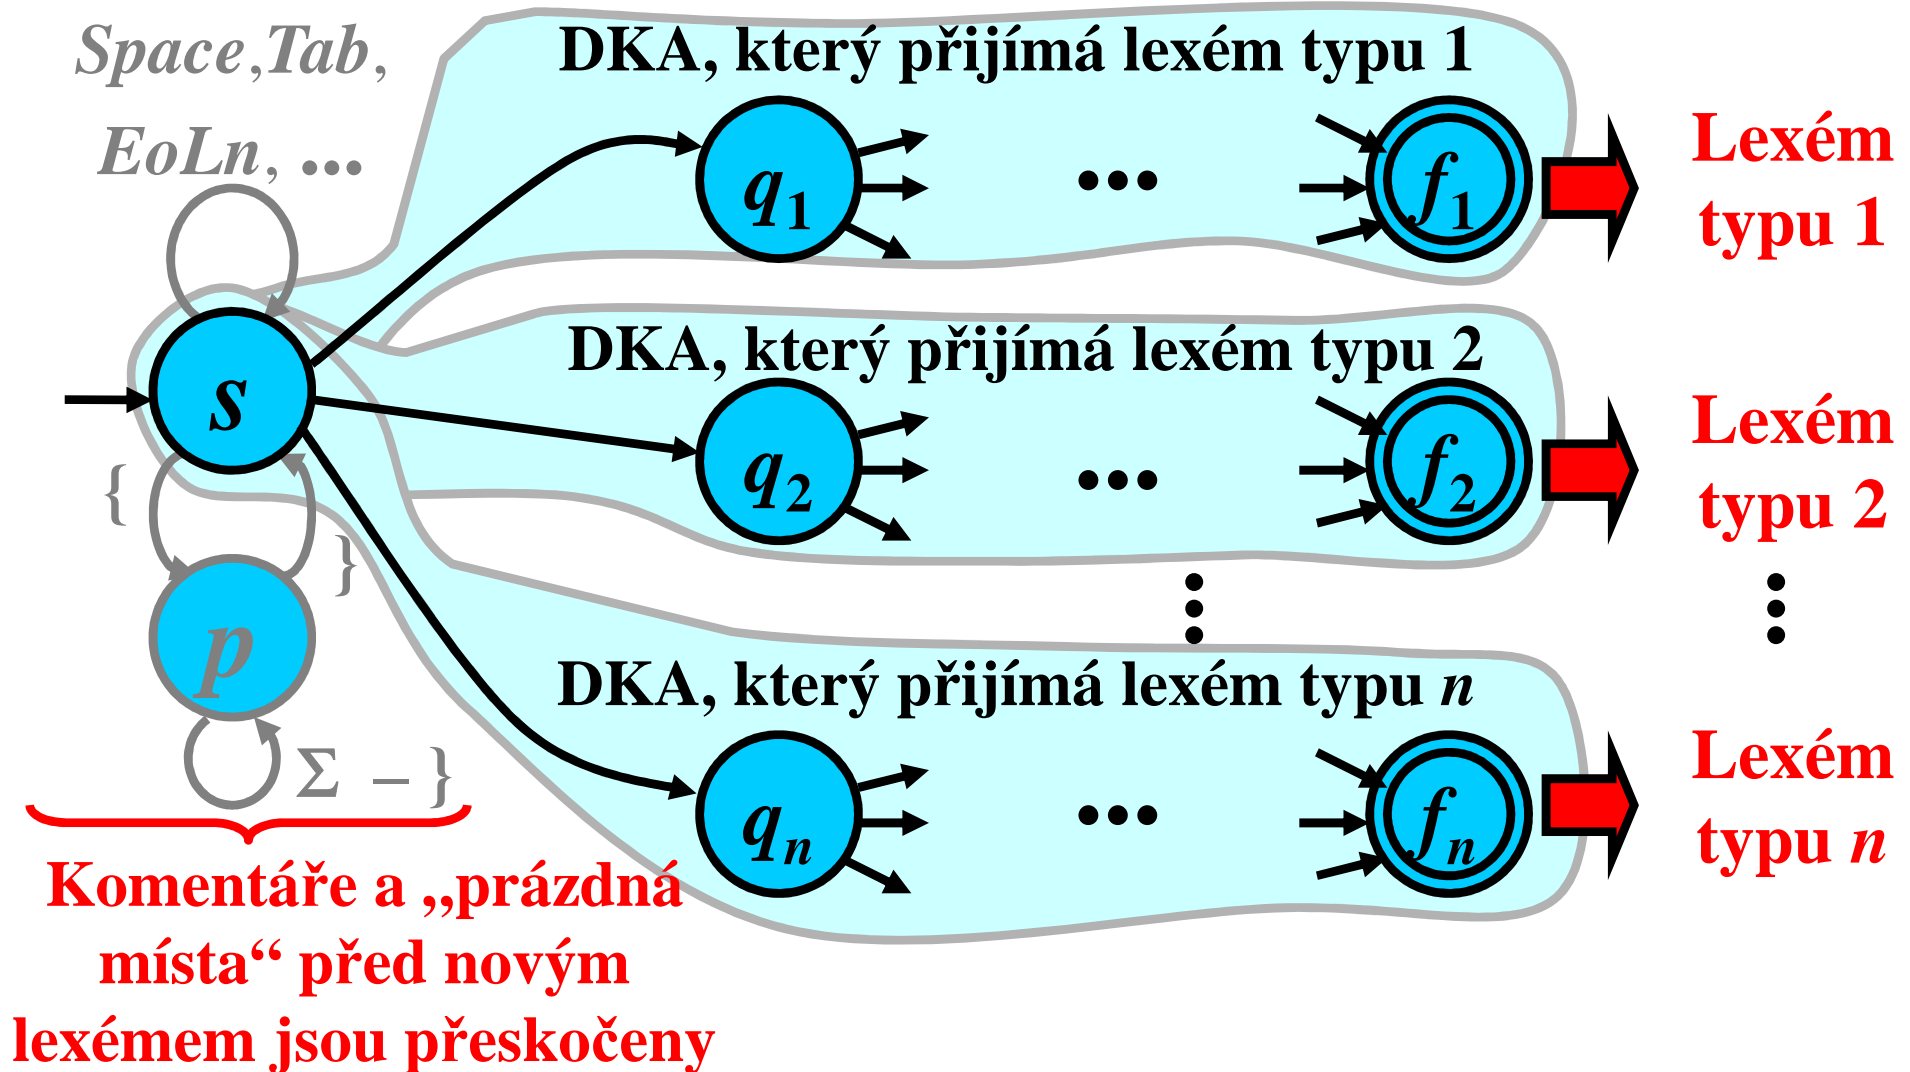 Space,Tab,
EoLn, ...
DKA, který přijímá lexém typu 1
q1
...
f1
Lexém
typu 1
s
DKA, který přijímá lexém typu 2
q2
...
f2
Lexém
typu 2
{
}
p
Σ – }
DKA, který přijímá lexém typu n
qn
...
fn
Lexém
typu n
Komentáře a „prázdná
místa“ před novým
lexémem jsou přeskočeny